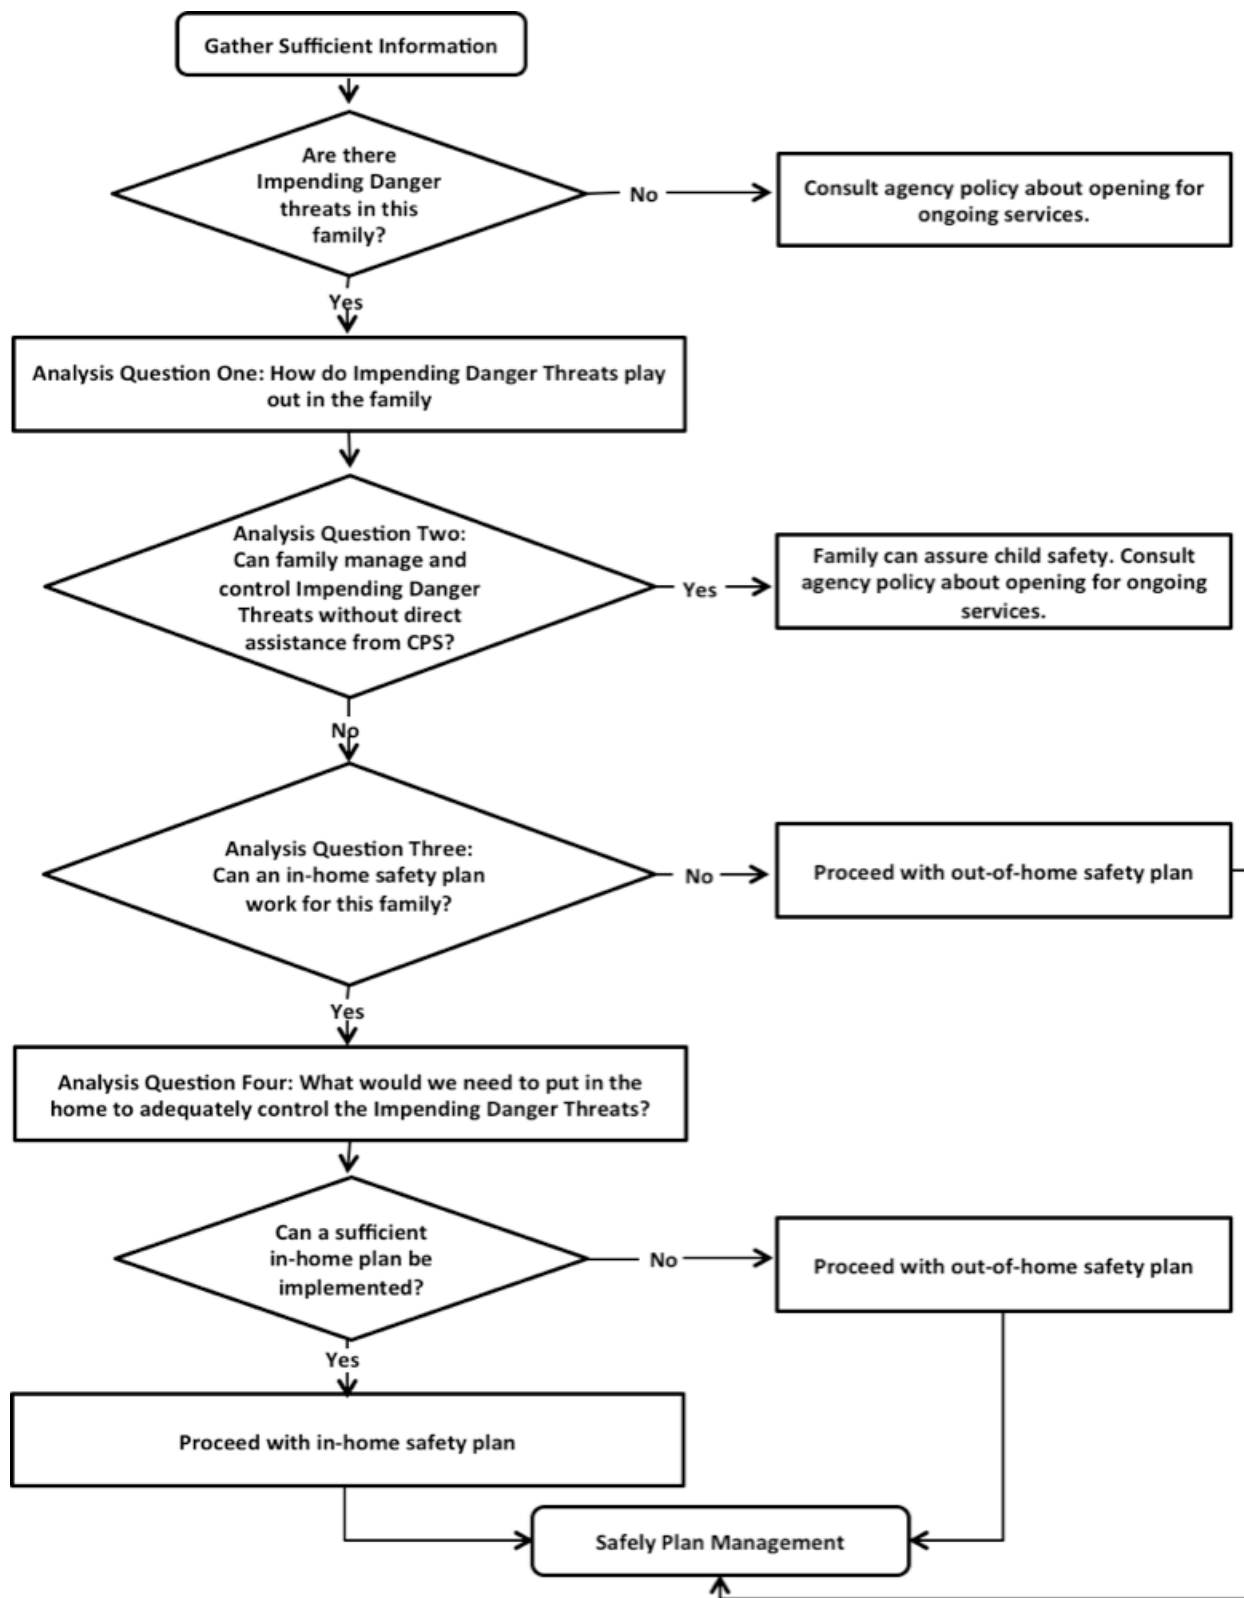 Gather Sufficient Information
Are there
Impending Danger
threats in this
family?
No
Consult agency policy about opening for
ongoing services.
Yes
Analysis Question One: How do Impending Danger Threats play
out in the family
Analysis Question Two:
Can family manage and
control Impending Danger
Threats without direct
assistance from CPS?
Yes
Family can assure child safety. Consult
agency policy about opening for ongoing
services.
No
Analysis Question Three:
Can an in-home safety plan
work for this family?
No
Proceed with out-of-home safety plan
Yes
Analysis Question Four: What would we need to put in the
home to adequately control the Impending Danger Threats?
Can a sufficient
in-home plan be
implemented?
No
Proceed with out-of-home safety plan
Yes
Proceed with in-home safety plan
Safely Plan Management